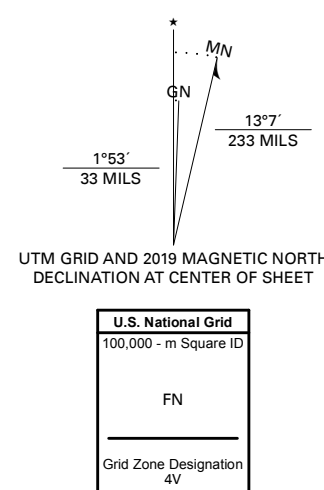 MN
GN
13°7´
233 MILS
1°53´
33 MILS
UTM GRID AND 2019 MAGNETIC NORTH
DECLINATION AT CENTER OF SHEET
U.S. National Grid
100,000 - m Square ID
FN
Grid Zone Designation
4V